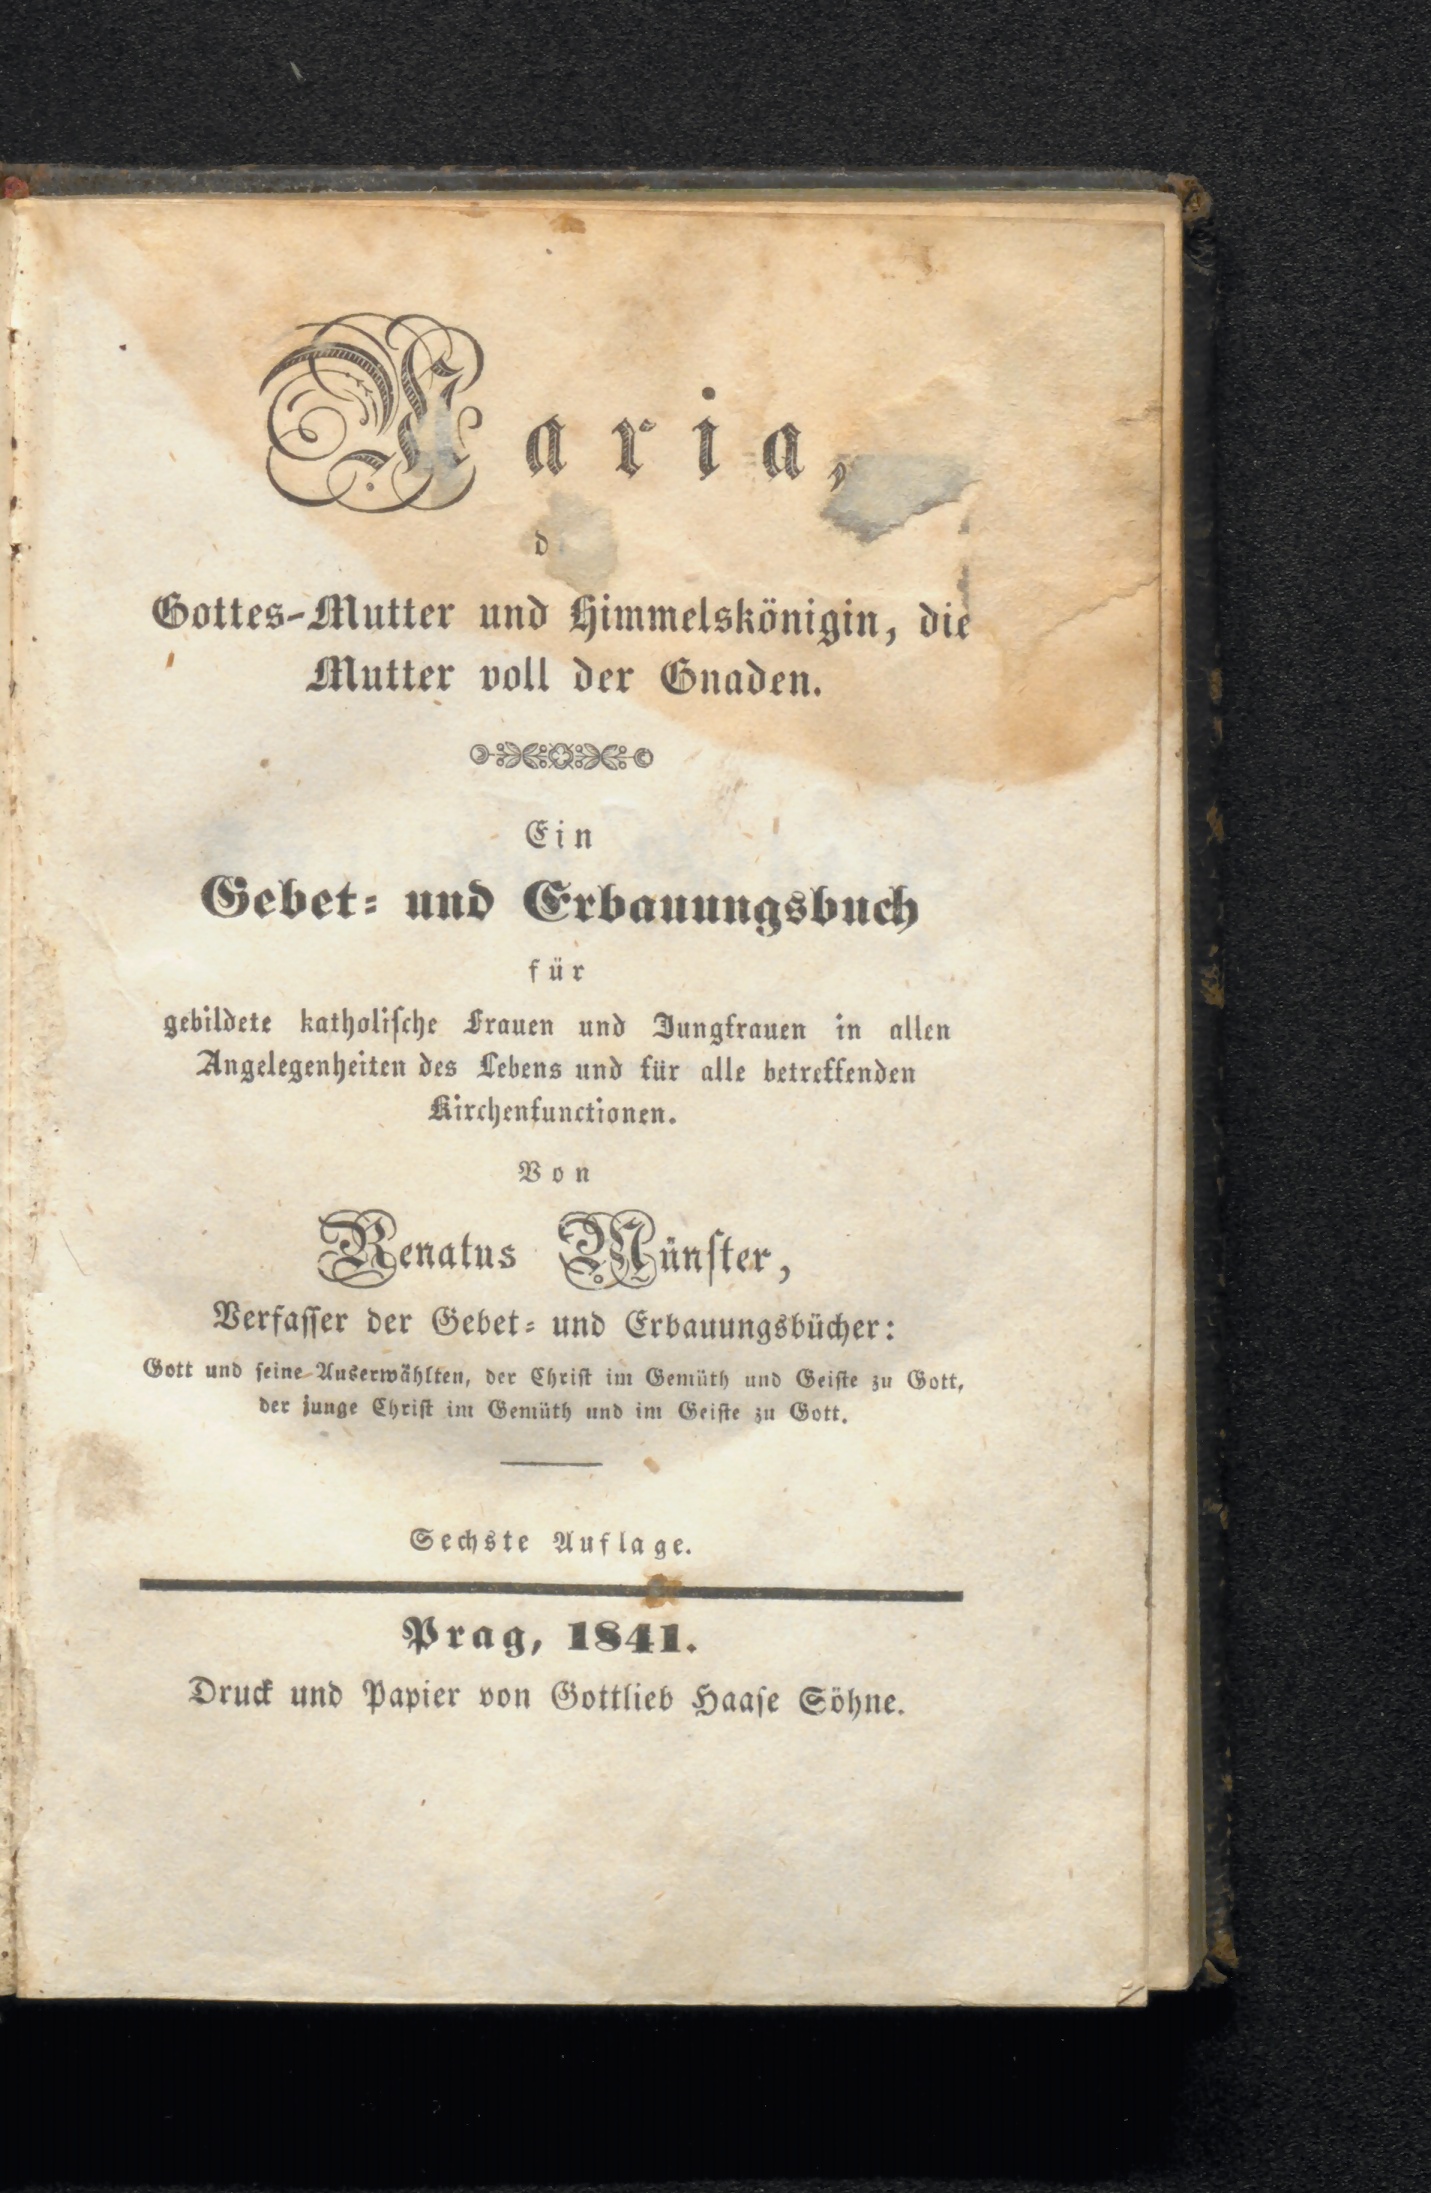 Maria,
Gottes-Mutter und Himmelskönigin, die
Mutter voll der Gnaden.
Ein
Gebet- und Erbauungsbuch
für
gebildete katholische Frauen und Jungfrauen in allen
Angelegenheiten des Lebens und für alle betreffenden
Kirchenfunctionen.
Von
Renatus Münster,
Verfasser der Gebet- und Erbauungsbücher:
Gott und seine Auserwählten, der Christ im Gemüth und Geiste zu Gott,
der junge Christ im Gemüth und im Geiste zu Gott.
Sechste Auflage.
Prag, 1841.
Druck und Papier von Gottlieb Haase Söhne.